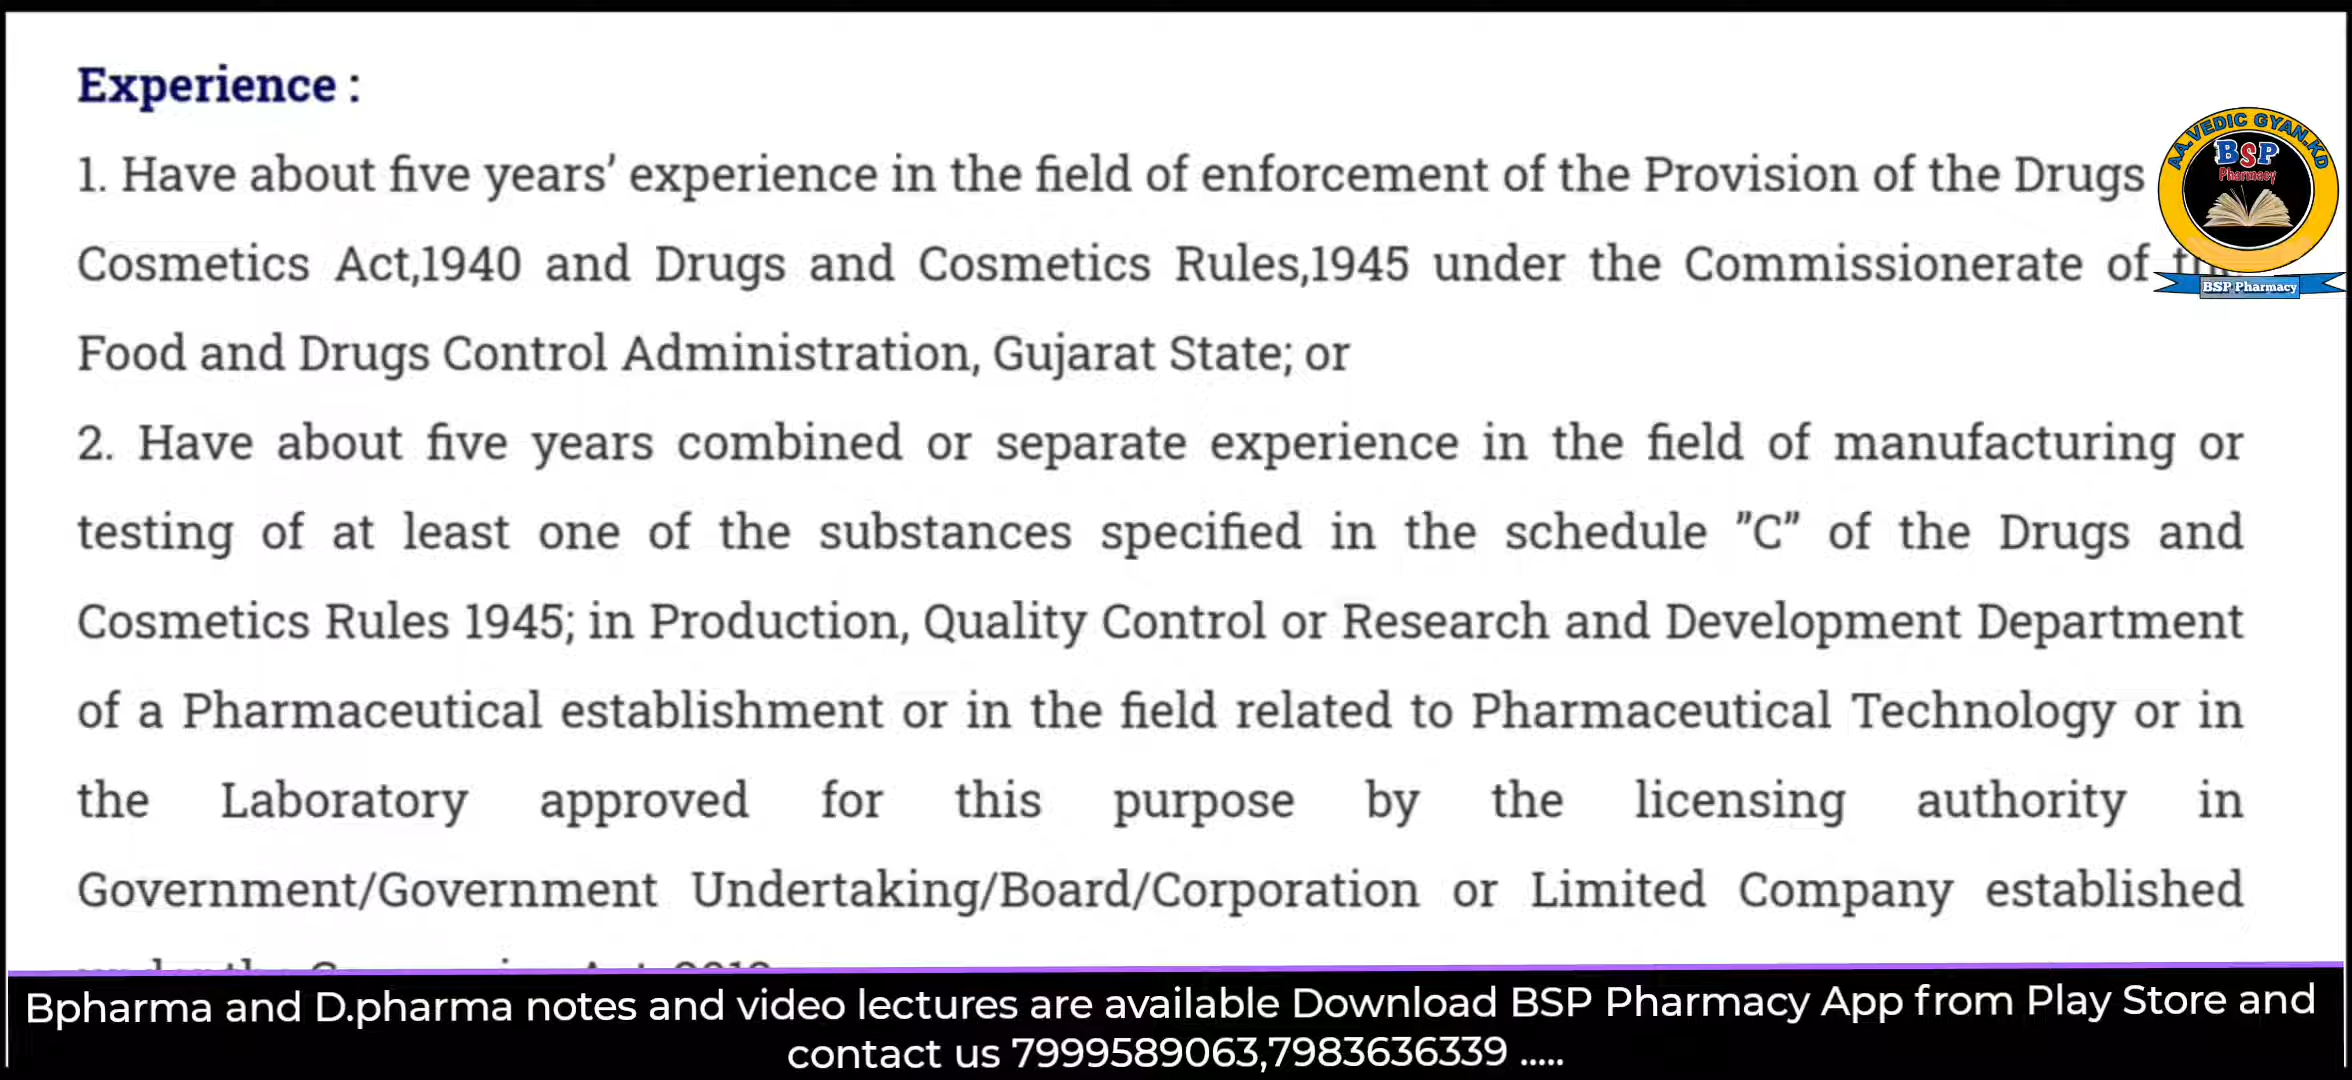 Experience :
1. Have about five years’ experience in the field of enforcement of the Provision of the Drugs
Cosmetics Act,1940 and Drugs and Cosmetics Rules,1945 under the Commissionerate of
Food and Drugs Control Administration, Gujarat State; or
2. Have about five years combined or separate experience in the field of manufacturing or
testing of at least one of the substances specified in the schedule ”C” of the Drugs and
Cosmetics Rules 1945; in Production, Quality Control or Research and Development Department
of a Pharmaceutical establishment or in the field related to Pharmaceutical Technology or in
the Laboratory approved for this purpose by the licensing authority in
Government/Government Undertaking/Board/Corporation or Limited Company established
AA.VEDIC GYAN.KD
BSP
Pharmacy
BSP Pharmacy
Bpharma and D.pharma notes and video lectures are available Download BSP Pharmacy App from Play Store and
contact us 7999589063,7983636339 .....